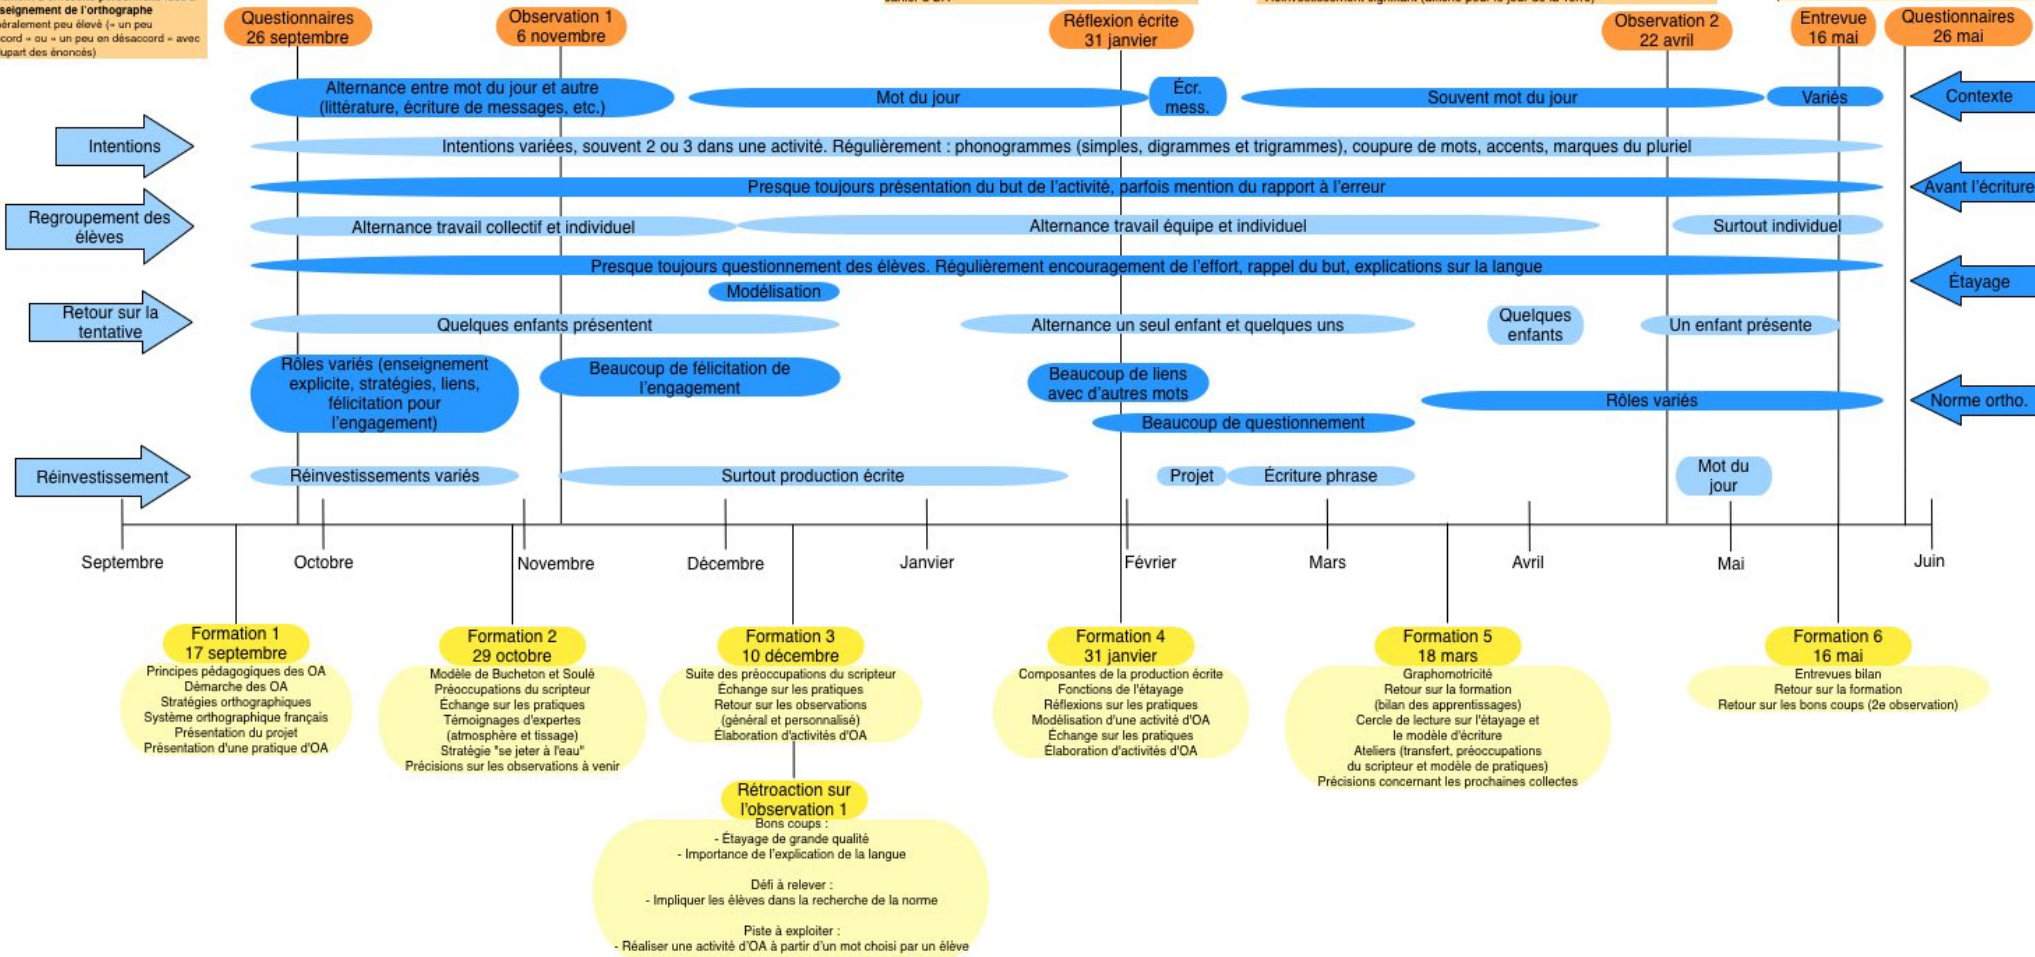 seignement de l'orthographe
éralement peu élevé (« un peu
ccord » ou « un peu en désaccord » avec
upart des énoncés)
Questionnaires
26 septembre
Observation 1
6 novembre
Réflexion écrite
31 janvier
Observation 2
22 avril
Entrevue
16 mai
Questionnaires
26 mai
Alternance entre mot du jour et autre
(littérature, écriture de messages, etc.)
Mot du jour
Écr.
mess.
Souvent mot du jour
Variés
Contexte
Intentions
Intentions variées, souvent 2 ou 3 dans une activité. Régulièrement : phonogrammes (simples, digrammes et trigrammes), coupure de mots, accents, marques du pluriel
Presque toujours présentation du but de l'activité, parfois mention du rapport à l'erreur
Avant l'écriture
Regroupement des
élèves
Alternance travail collectif et individuel
Alternance travail équipe et individuel
Surtout individuel
Presque toujours questionnement des élèves. Régulièrement encouragement de l'effort, rappel du but, explications sur la langue
Étayage
Modélisation
Retour sur la
tentative
Quelques enfants présentent
Alternance un seul enfant et quelques uns
Quelques
enfants
Un enfant présente
Rôles variés (enseignement
explicite, stratégies, liens,
félicitation pour
l'engagement)
Beaucoup de félicitation de
l'engagement
Beaucoup de liens
avec d'autres mots
Rôles variés
Norme ortho.
Beaucoup de questionnement
Réinvestissement
Réinvestissements variés
Surtout production écrite
Projet
Écriture phrase
Mot du
jour
Septembre
Octobre
Novembre
Décembre
Janvier
Février
Mars
Avril
Mai
Juin
Formation 1
17 septembre
Principes pédagogiques des OA
Démarche des OA
Stratégies orthographiques
Système orthographique français
Présentation du projet
Présentation d'une pratique d'OA
Formation 2
29 octobre
Modèle de Bucheton et Soulé
Préoccupations du scripteur
Échange sur les pratiques
Témoignages d'expertes
(atmosphère et tissage)
Stratégie "se jeter à l'eau"
Précisions sur les observations à venir
Formation 3
10 décembre
Suite des préoccupations du scripteur
Échange sur les pratiques
Retour sur les observations
(général et personnalisé)
Élaboration d'activités d'OA
Formation 4
31 janvier
Composantes de la production écrite
Fonctions de l'étayage
Réflexions sur les pratiques
Modélisation d'une activité d'OA
Échange sur les pratiques
Élaboration d'activités d'OA
Formation 5
18 mars
Graphomotricité
Retour sur la formation
(bilan des apprentissages)
Cercle de lecture sur l'étayage et
le modèle d'écriture
Ateliers (transfert, préoccupations
du scripteur et modèle de pratiques)
Précisions concernant les prochaines collectes
Formation 6
16 mai
Entrevues bilan
Retour sur la formation
Retour sur les bons coups (2e observation)
Rétroaction sur
l'observation 1
Bons coups :
- Étayage de grande qualité
- Importance de l'explication de la langue
Défi à relever :
- Impliquer les élèves dans la recherche de la norme
Piste à exploiter :
- Réaliser une activité d'OA à partir d'un mot choisi par un élève